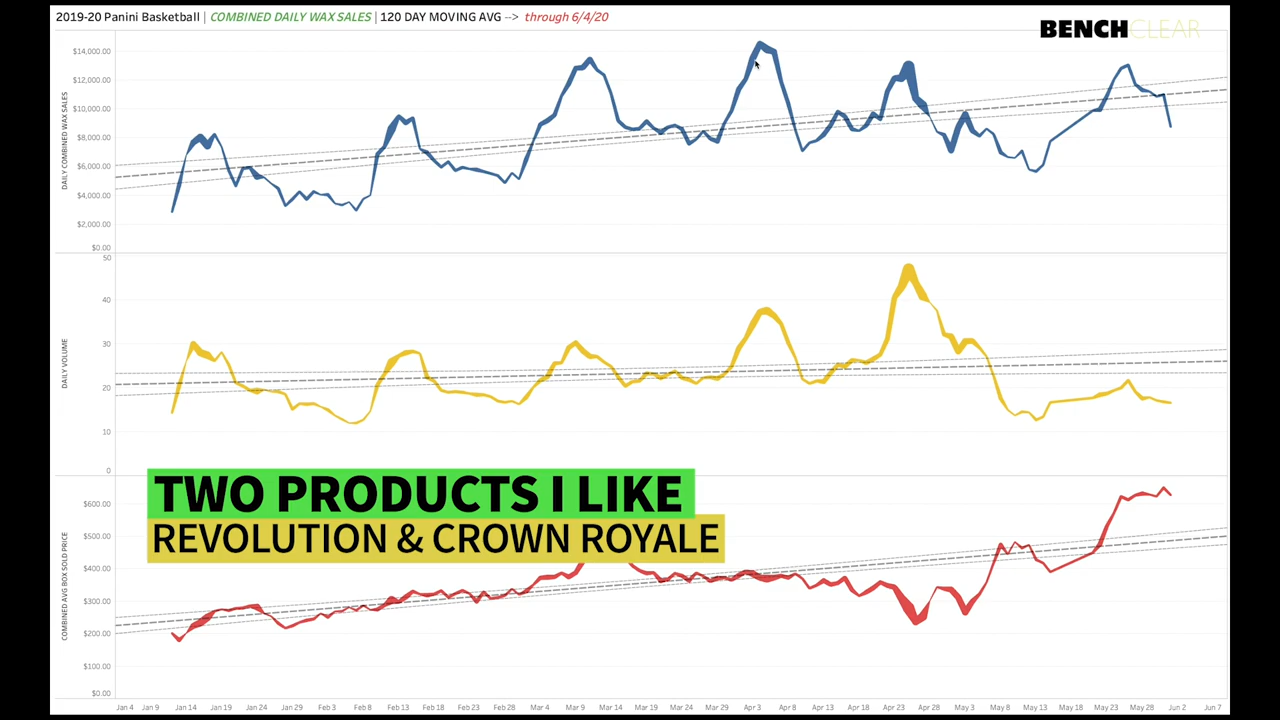 2019-20 Panini Basketball | COMBINED DAILY WAX SALES | 120 DAY MOVING AVG --> through 6/4/20
BENCHCLEAR
DAILY COMBINED WAX SALES
$14,000.00
$12,000.00
$10,000.00
$8,000.00
$6,000.00
$4,000.00
$2,000.00
$0.00
DAILY VOLUME
50
40
30
20
10
0
TWO PRODUCTS I LIKE
REVOLUTION & CROWN ROYALE
COMBINED AVG BOX SOLD PRICE
$600.00
$500.00
$400.00
$300.00
$200.00
$100.00
$0.00
Jan 4 Jan 9 Jan 14 Jan 19 Jan 24 Jan 29 Feb 3 Feb 8 Feb 13 Feb 18 Feb 23 Feb 28 Mar 4 Mar 9 Mar 14 Mar 19 Mar 24 Mar 29 Apr 3 Apr 8 Apr 13 Apr 18 Apr 23 Apr 28 May 3 May 8 May 13 May 18 May 23 May 28 Jun 2 Jun 7